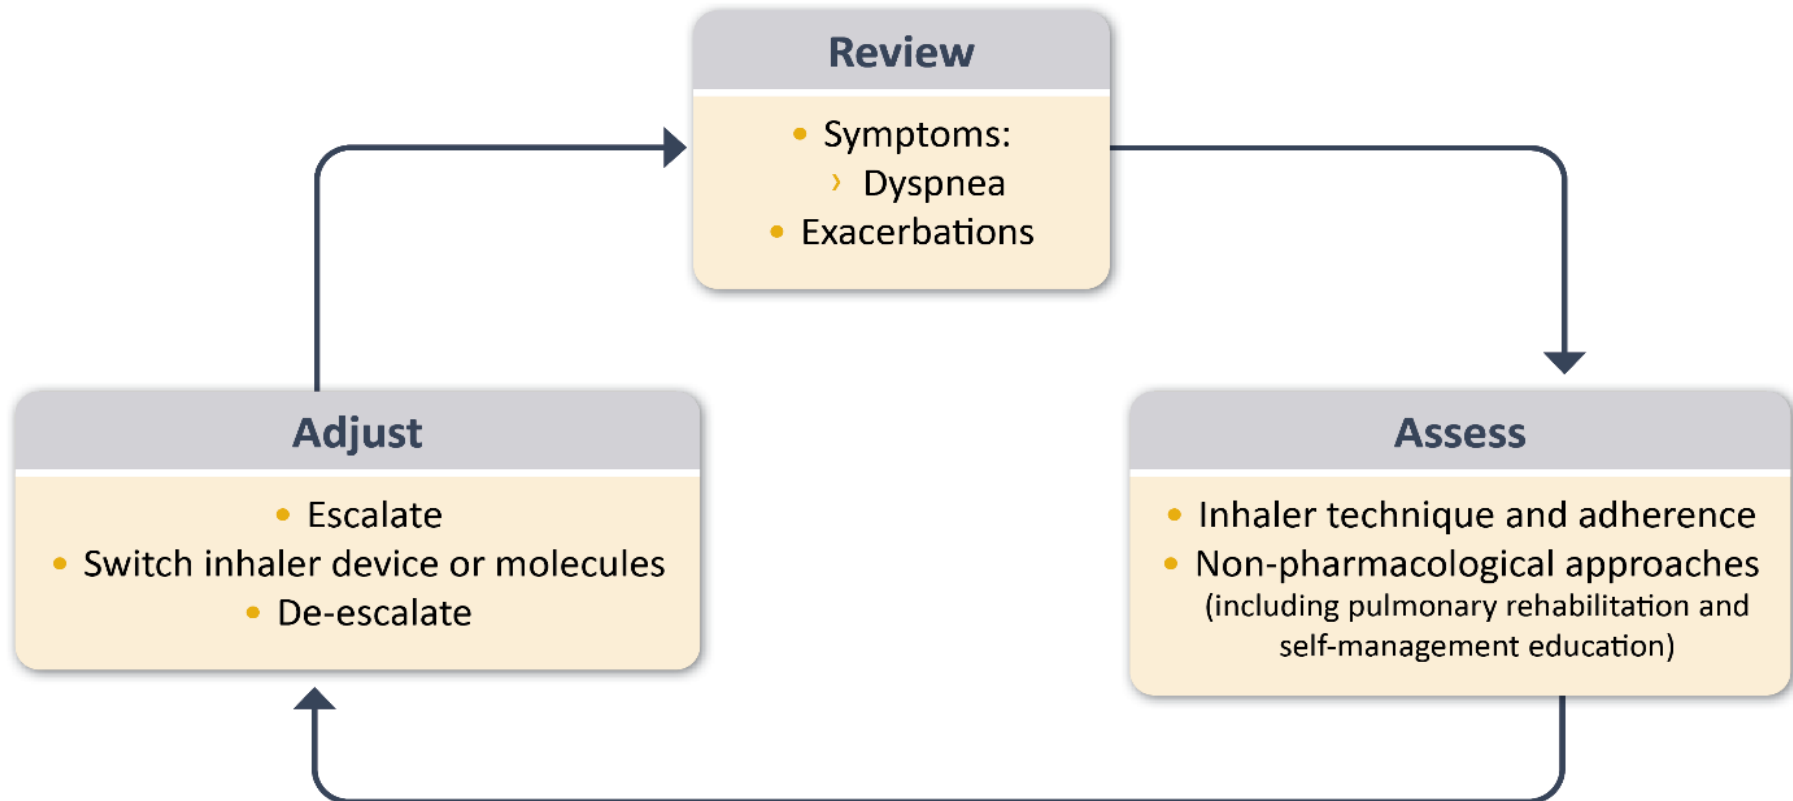 Review
• Symptoms:
› Dyspnea
• Exacerbations
Adjust
• Escalate
• Switch inhaler device or molecules
• De-escalate
Assess
• Inhaler technique and adherence
• Non-pharmacological approaches
(including pulmonary rehabilitation and
self-management education)